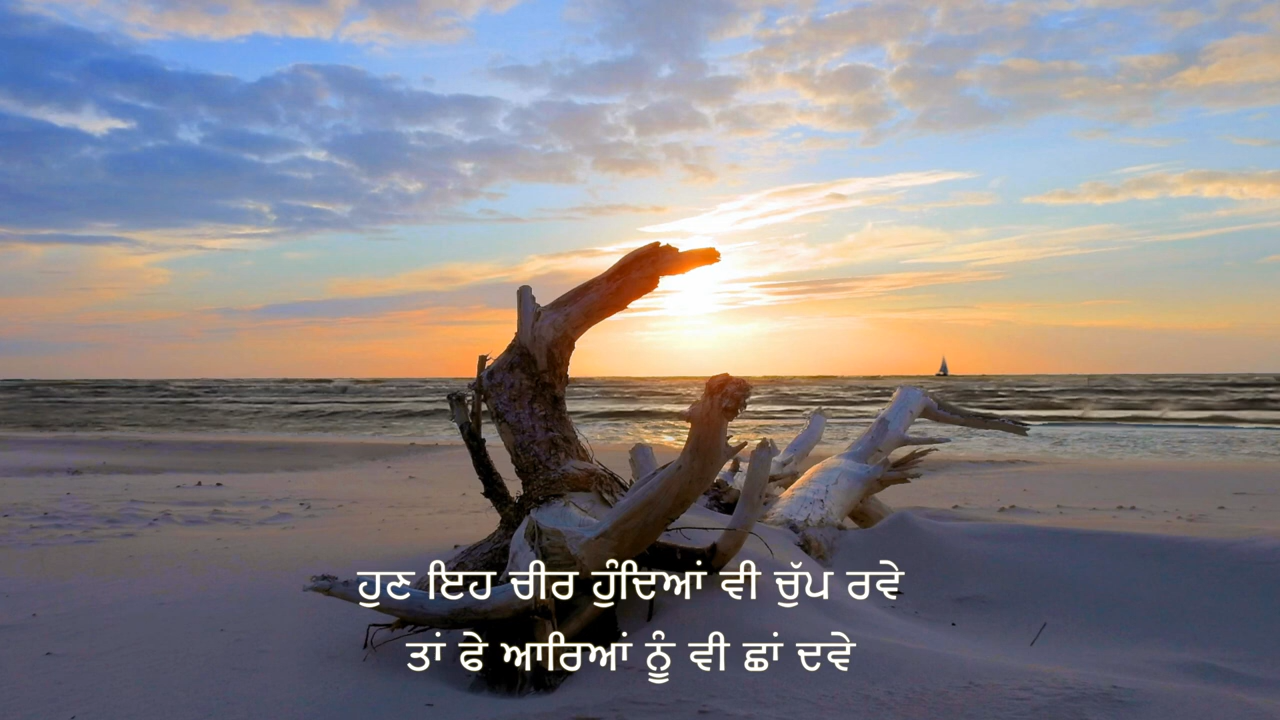 ਹੁਣ ਇਹ ਚੀਰ ਹੁੰਦਿਆਂ ਵੀ ਚੁੱਪ ਰਵੇ
ਤਾਂ ਫੇ ਆਰਿਆਂ ਨੂੰ ਵੀ ਛਾਂ ਦਵੇ